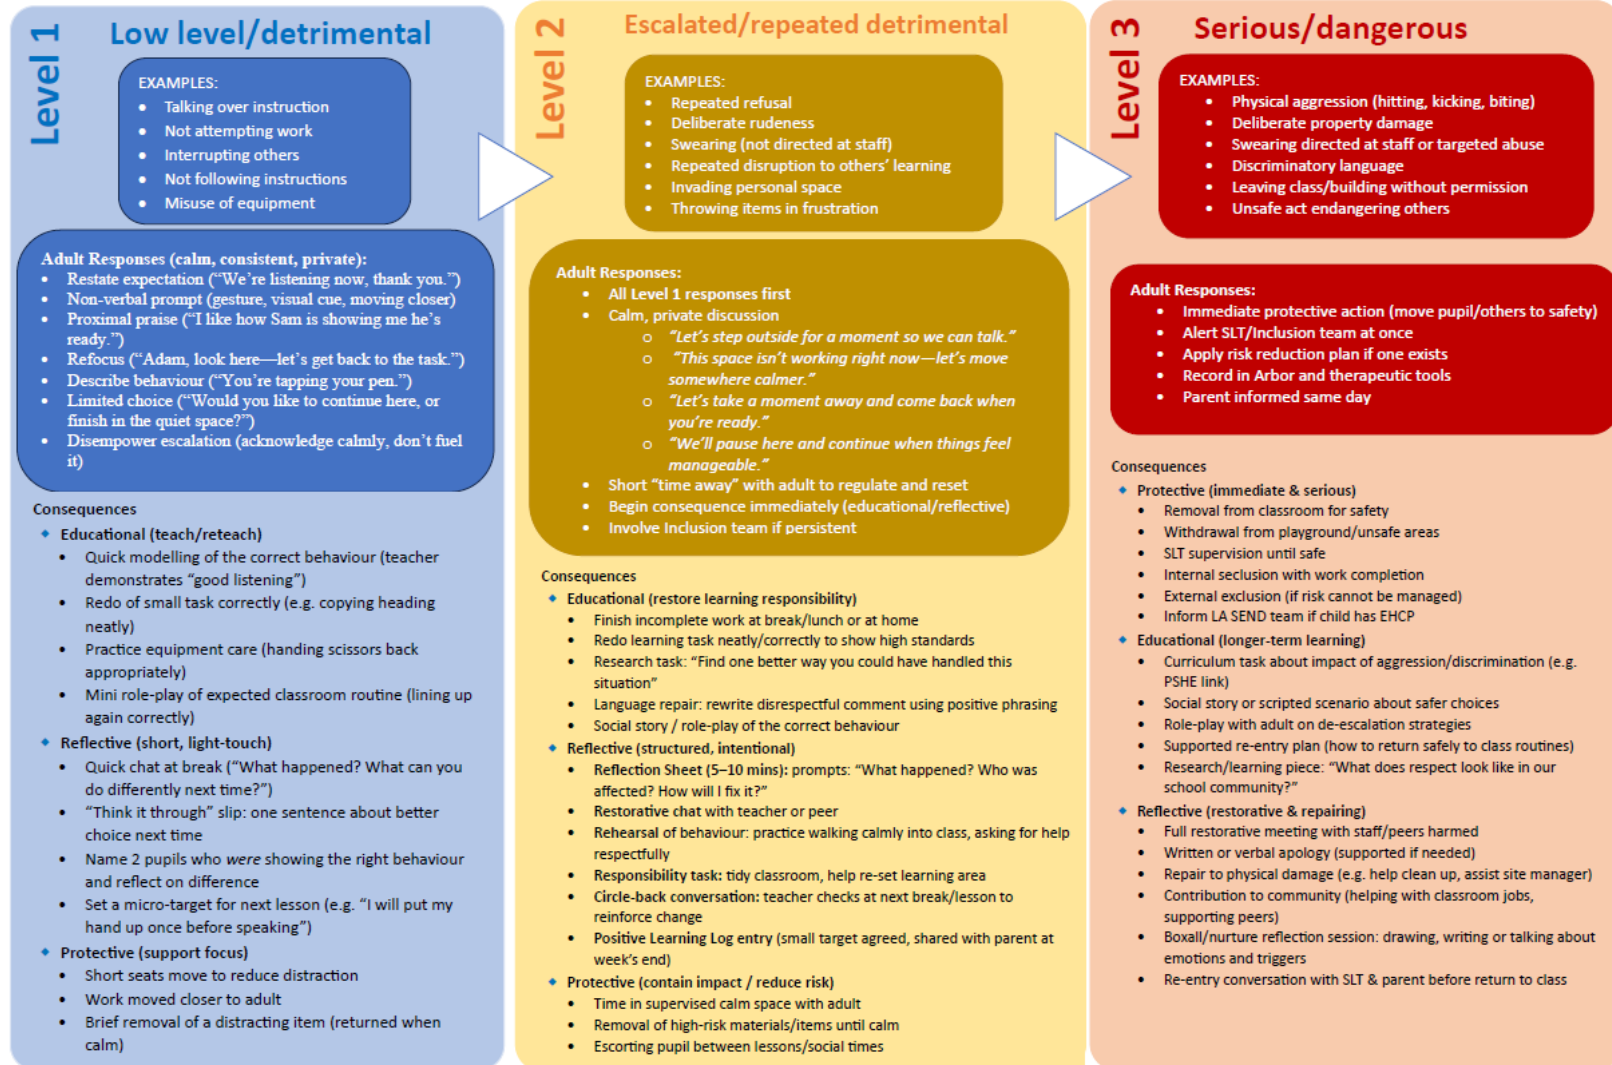 Level 1
Low level/detrimental
EXAMPLES:
• Talking over instruction
• Not attempting work
• Interrupting others
• Not following instructions
• Misuse of equipment
Adult Responses (calm, consistent, private):
• Restate expectation (“We’re listening now, thank you.”)
• Non-verbal prompt (gesture, visual cue, moving closer)
• Proximal praise (“I like how Sam is showing me he’s
ready.”)
• Refocus (“Adam, look here—let’s get back to the task.”)
• Describe behaviour (“You’re tapping your pen.”)
• Limited choice (“Would you like to continue here, or
finish in the quiet space?”)
• Disempower escalation (acknowledge calmly, don’t fuel
it)
Consequences
Educational (teach/reteach)
• Quick modelling of the correct behaviour (teacher
demonstrates “good listening”)
• Redo of small task correctly (e.g. copying heading
neatly)
• Practice equipment care (handing scissors back
appropriately)
• Mini role-play of expected classroom routine (lining up
again correctly)
Reflective (short, light-touch)
• Quick chat at break (“What happened? What can you
do differently next time?”)
• “Think it through” slip: one sentence about better
choice next time
• Name 2 pupils who were showing the right behaviour
and reflect on difference
• Set a micro-target for next lesson (e.g. “I will put my
hand up once before speaking”)
Protective (support focus)
• Short seats move to reduce distraction
• Work moved closer to adult
• Brief removal of a distracting item (returned when
calm)
Level 2
Escalated/repeated detrimental
EXAMPLES:
• Repeated refusal
• Deliberate rudeness
• Swearing (not directed at staff)
• Repeated disruption to others’ learning
• Invading personal space
• Throwing items in frustration
Adult Responses:
• All Level 1 responses first
• Calm, private discussion
o “Let’s step outside for a moment so we can talk.”
o “This space isn’t working right now—let’s move
somewhere calmer.”
o “Let’s take a moment away and come back when
you’re ready.”
o “We’ll pause here and continue when things feel
manageable.”
• Short “time away” with adult to regulate and reset
• Begin consequence immediately (educational/reflective)
• Involve Inclusion team if persistent
Consequences
Educational (restore learning responsibility)
• Finish incomplete work at break/lunch or at home
• Redo learning task neatly/correctly to show high standards
• Research task: “Find one better way you could have handled this
situation”
• Language repair: rewrite disrespectful comment using positive phrasing
• Social story / role-play of the correct behaviour
Reflective (structured, intentional)
• Reflection Sheet (5–10 mins): prompts: “What happened? Who was
affected? How will I fix it?”
• Restorative chat with teacher or peer
• Rehearsal of behaviour: practice walking calmly into class, asking for help
respectfully
• Responsibility task: tidy classroom, help re-set learning area
• Circle-back conversation: teacher checks at next break/lesson to
reinforce change
• Positive Learning Log entry (small target agreed, shared with parent at
week’s end)
Protective (contain impact / reduce risk)
• Time in supervised calm space with adult
• Removal of high-risk materials/items until calm
• Escorting pupil between lessons/social times
Level 3
Serious/dangerous
EXAMPLES:
• Physical aggression (hitting, kicking, biting)
• Deliberate property damage
• Swearing directed at staff or targeted abuse
• Discriminatory language
• Leaving class/building without permission
• Unsafe act endangering others
Adult Responses:
• Immediate protective action (move pupil/others to safety)
• Alert SLT/Inclusion team at once
• Apply risk reduction plan if one exists
• Record in Arbor and therapeutic tools
• Parent informed same day
Consequences
Protective (immediate & serious)
• Removal from classroom for safety
• Withdrawal from playground/unsafe areas
• SLT supervision until safe
• Internal seclusion with work completion
• External exclusion (if risk cannot be managed)
• Inform LA SEND team if child has EHCP
Educational (longer-term learning)
• Curriculum task about impact of aggression/discrimination (e.g.
PSHE link)
• Social story or scripted scenario about safer choices
• Role-play with adult on de-escalation strategies
• Supported re-entry plan (how to return safely to class routines)
• Research/learning piece: “What does respect look like in our
school community?”
Reflective (restorative & repairing)
• Full restorative meeting with staff/peers harmed
• Written or verbal apology (supported if needed)
• Repair to physical damage (e.g. help clean up, assist site manager)
• Contribution to community (helping with classroom jobs,
supporting peers)
• Boxall/nurture reflection session: drawing, writing or talking about
emotions and triggers
• Re-entry conversation with SLT & parent before return to class